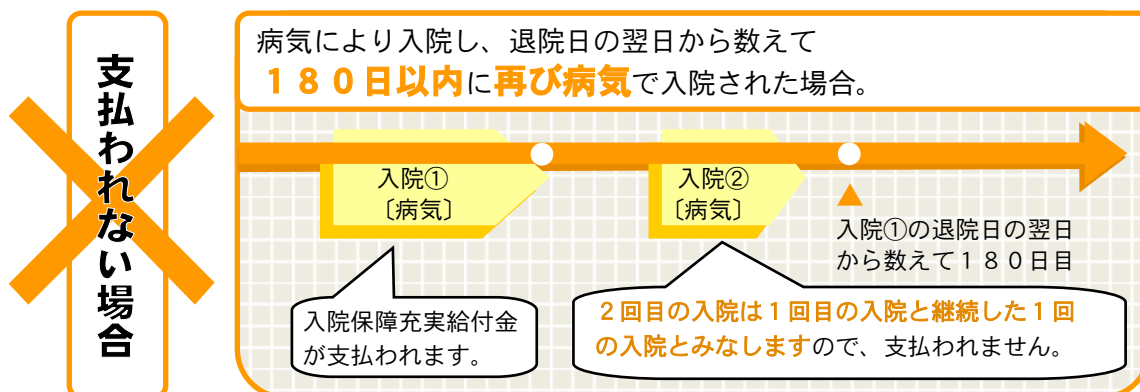 支払われない場合
病気により入院し、退院日の翌日から数えて
１８０日以内に再び病気で入院された場合。
入院①
〔病気〕
入院②
〔病気〕
入院①の退院日の翌日
から数えて１８０日目
入院保障充実給付金
が支払われます。
２回目の入院は１回目の入院と継続した１回
の入院とみなしますので、支払われません。